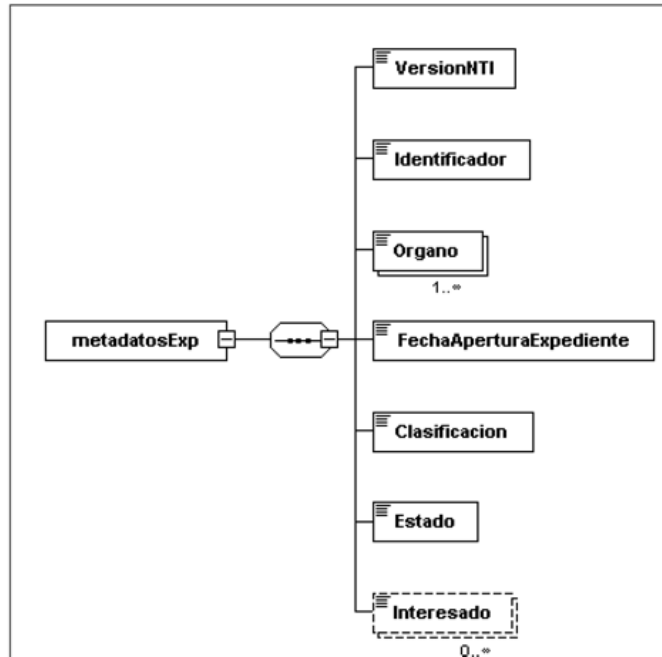 VersionNTI
Identificador
Organo
1..∞
metadatosExp
FechaAperturaExpediente
Clasificacion
Estado
Interesado
0..∞